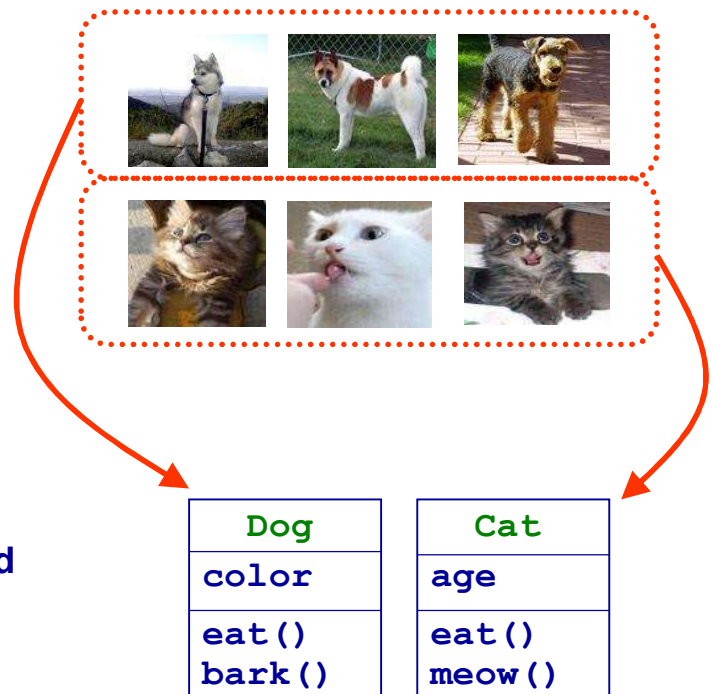 Dog
Cat
d
color
age
eat()
bark()
eat()
meow()